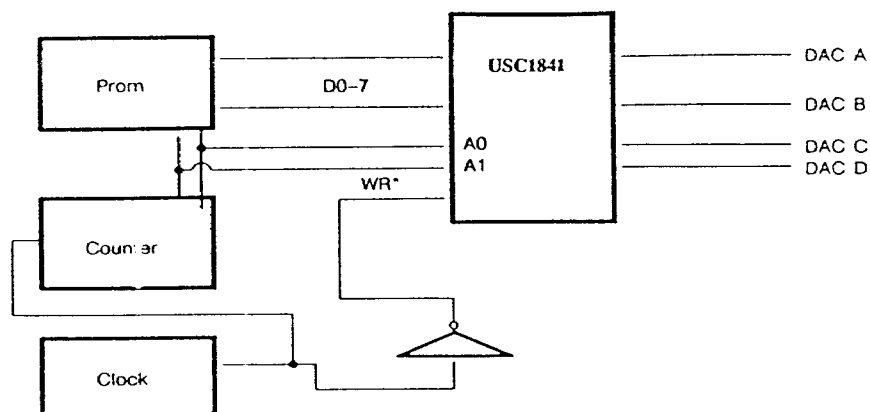 Prom
D0-7
USC1841
DAC A
DAC B
DAC C
DAC D
A0
A1
WR*
Clock